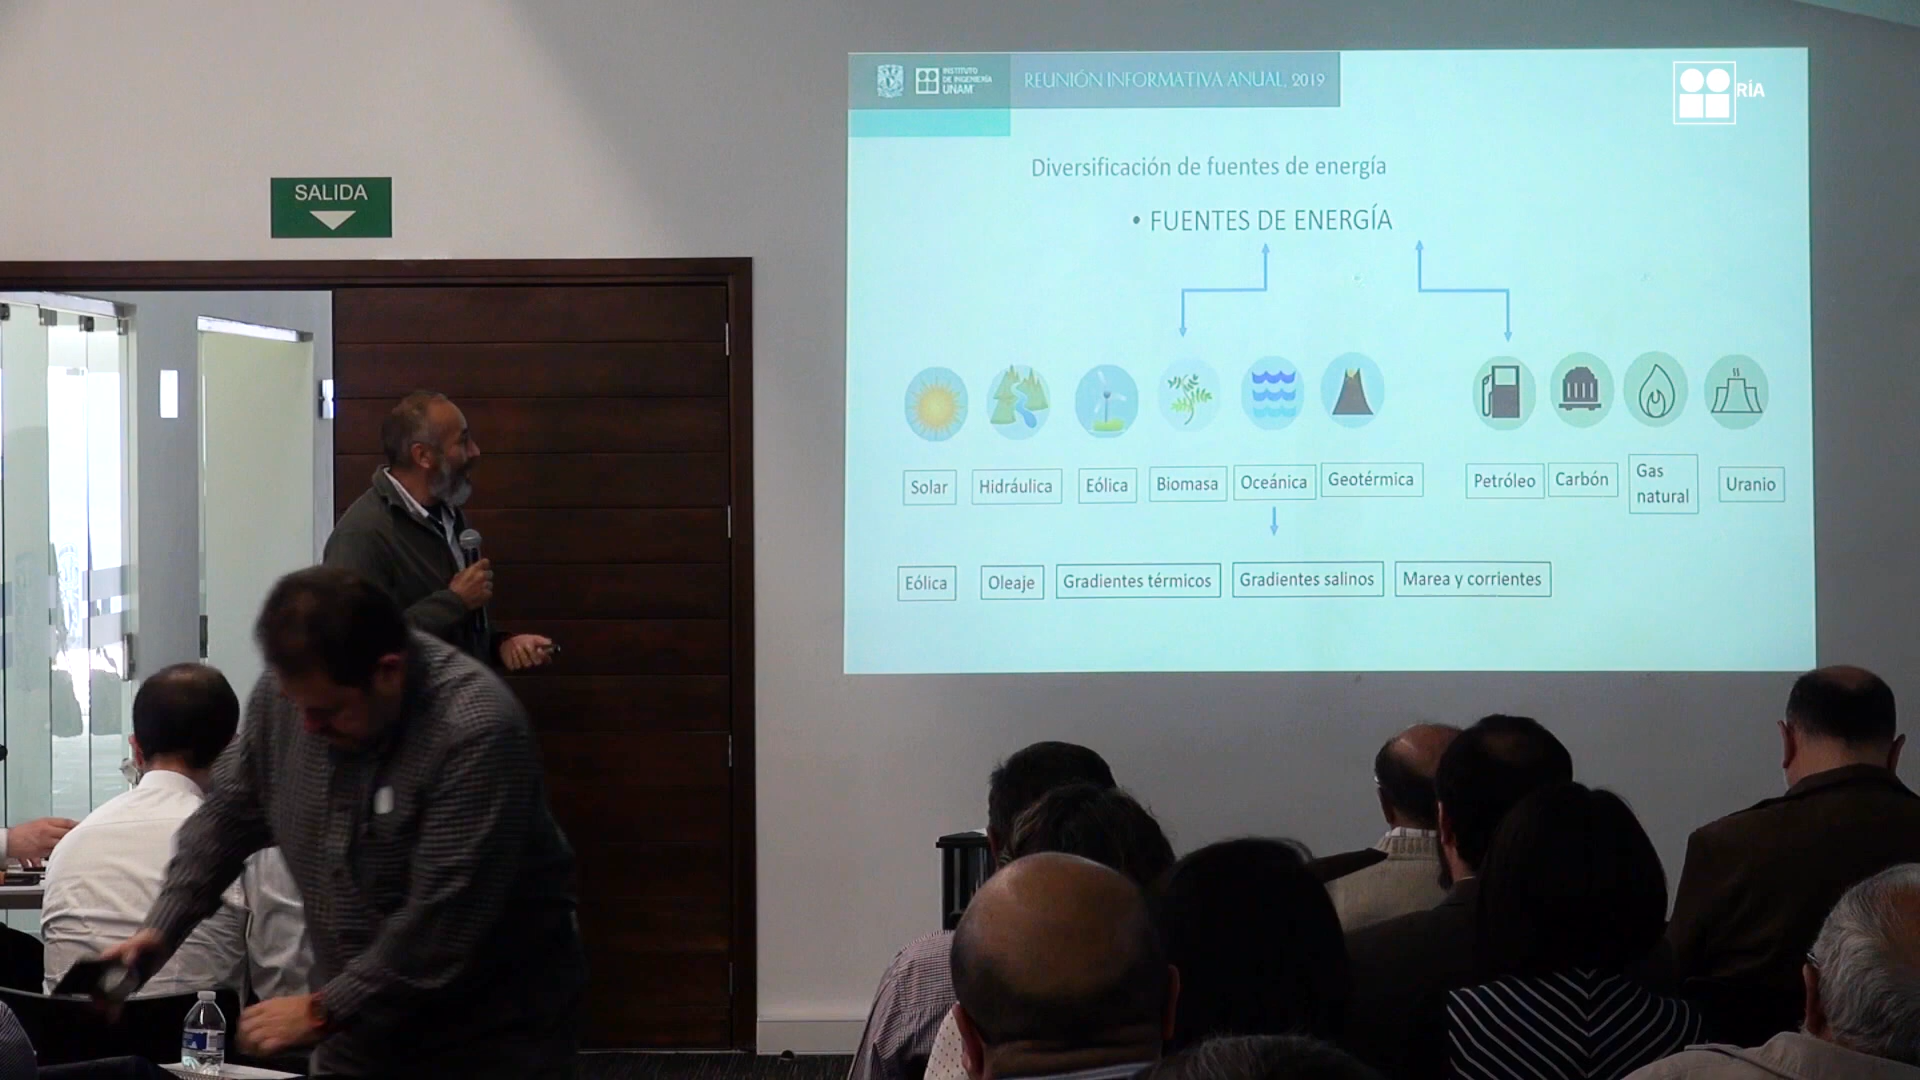 SALIDA
INSTITUTO
DE INGENIERÍA
UNAM
REUNIÓN INFORMATIVA ANUAL, 2019
RÍA
Diversificación de fuentes de energía
• FUENTES DE ENERGÍA
Solar
Hidráulica
Eólica
Biomasa
Oceánica
Geotérmica
Petróleo
Carbón
Gas
natural
Uranio
Eólica
Oleaje
Gradientes térmicos
Gradientes salinos
Marea y corrientes